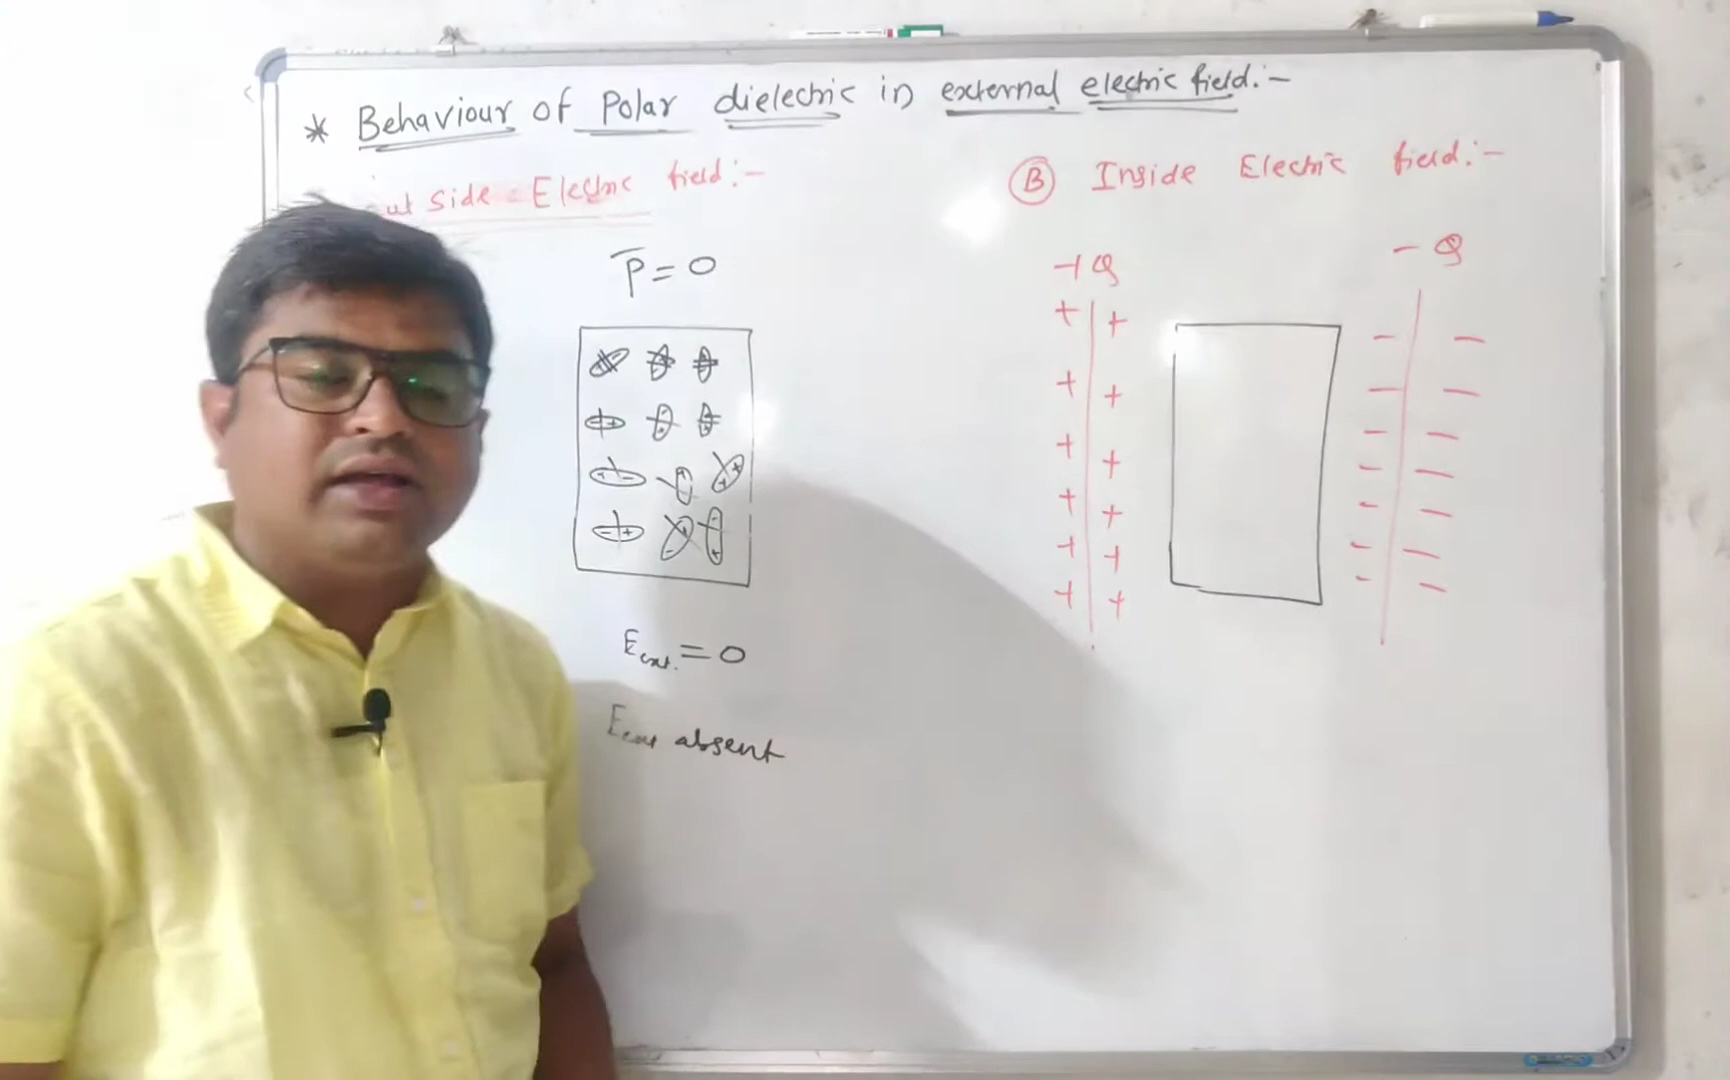 * Behaviour of Polar dielectric in external electric field:-
Side Electric field:-
P̅ = 0
Eext. = 0
Eext absent
Ⓑ Inside Electric field:-
+Q
- Q